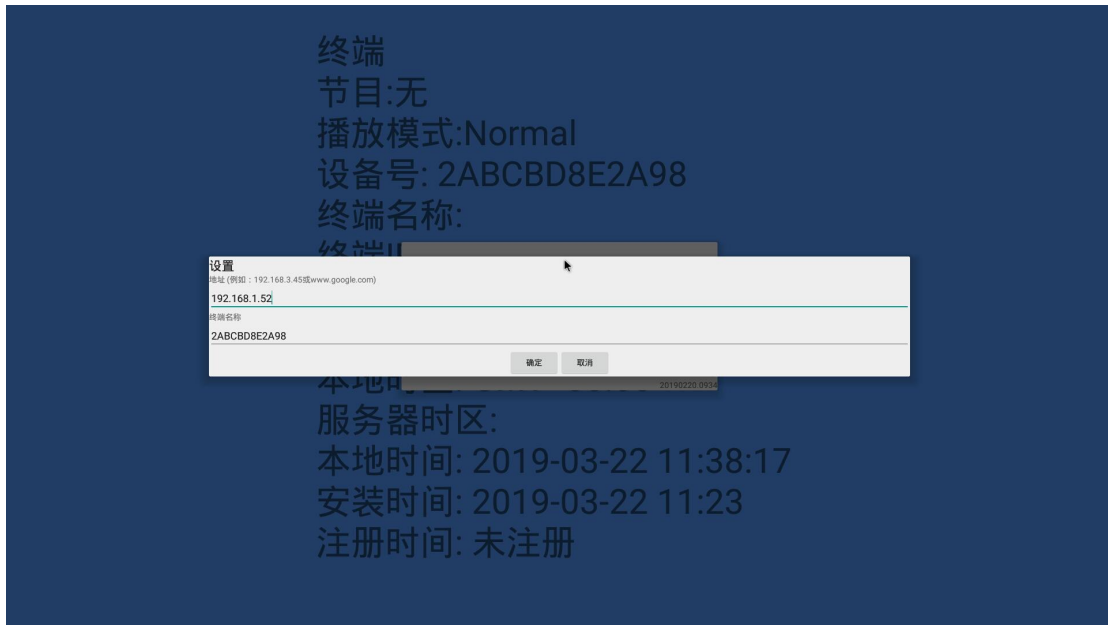 终端
节目:无
播放模式:Normal
设备号: 2ABCBD8E2A98
终端名称:
设置
地址 (例如：192.168.3.45或www.google.com)
192.168.1.52
终端名称
2ABCBD8E2A98
确定 取消
20190220.0934
服务器时区:
本地时间: 2019-03-22 11:38:17
安装时间: 2019-03-22 11:23
注册时间: 未注册